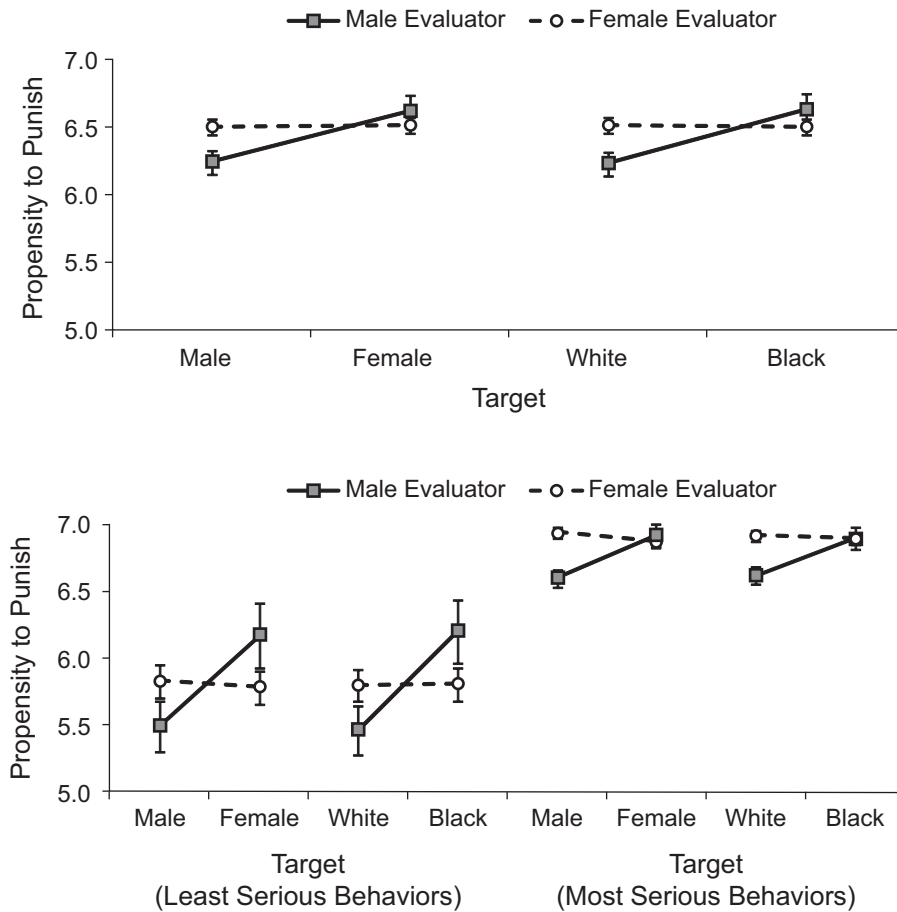 Male Evaluator Female Evaluator
7.0
6.5
6.0
5.5
5.0
Propensity to Punish
Male Female White Black
Target
Male Evaluator Female Evaluator
7.0
6.5
6.0
5.5
5.0
Propensity to Punish
Male Female White Black Male Female White Black
Target Target
(Least Serious Behaviors) (Most Serious Behaviors)